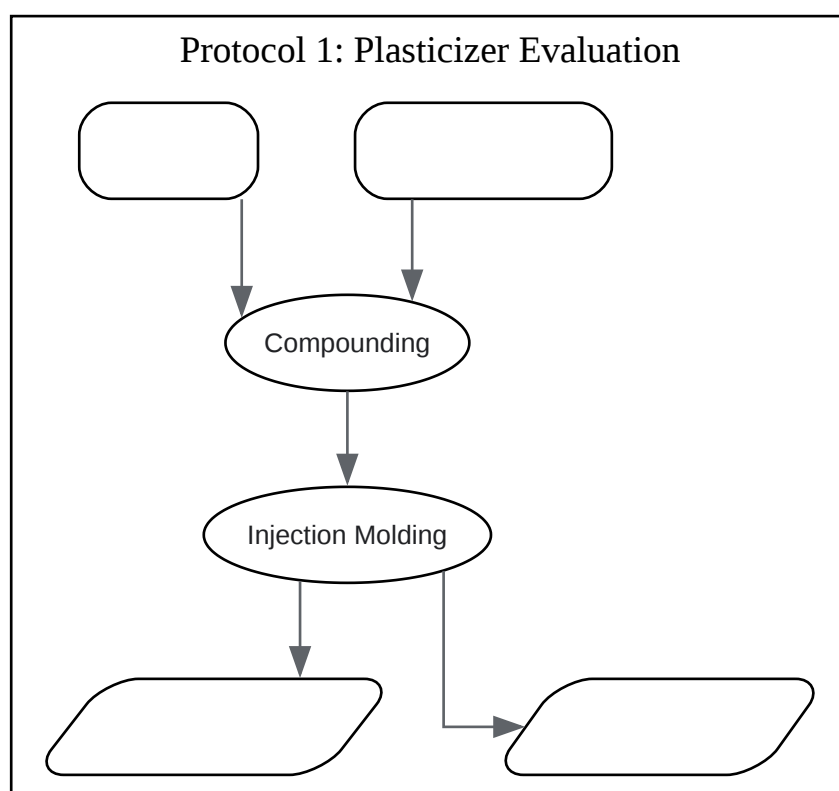 Protocol 1: Plasticizer Evaluation
Compounding
Injection Molding